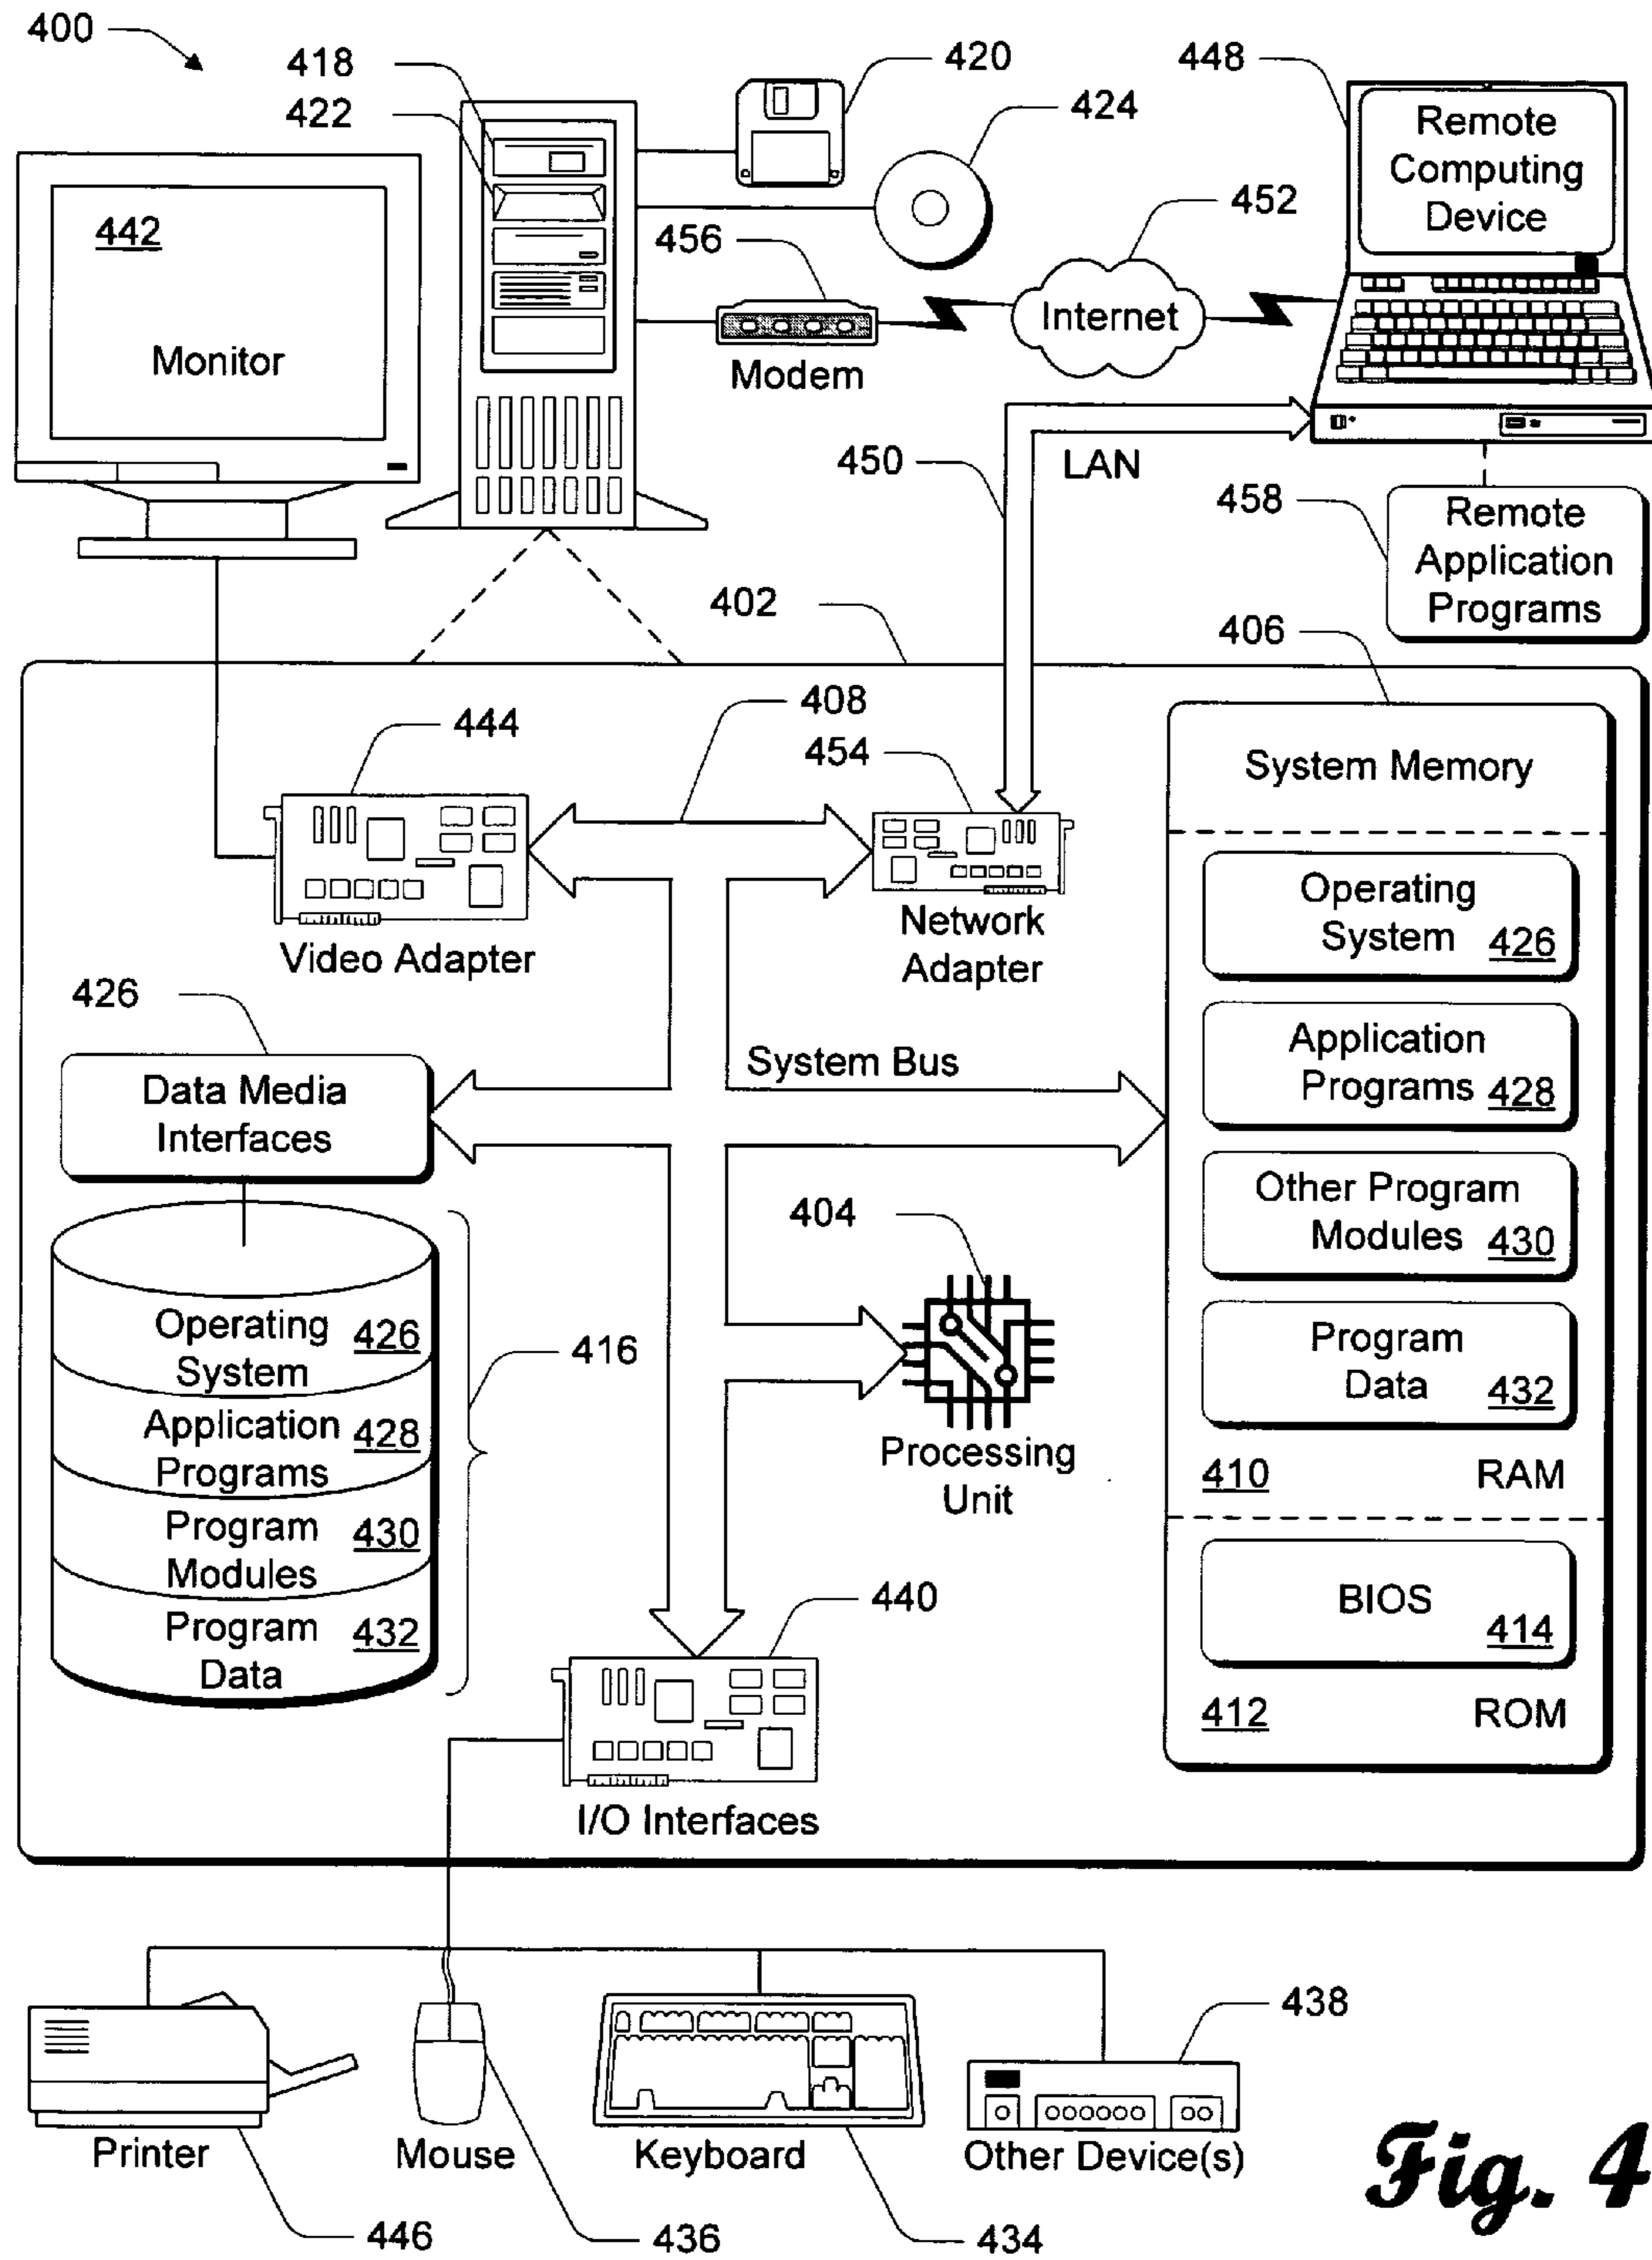 400
418
422
420
424
448
Remote
Computing
Device
442
Monitor
456
Modem
452
Internet
450
LAN
458
Remote
Application
Programs
402
406
408
444
454
System Memory
Video Adapter
Network
Adapter
Operating
System 426
426
Data Media
Interfaces
System Bus
Application
Programs 428
Other Program
Modules 430
404
Processing
Unit
Program
Data 432
410 RAM
Operating
System 426
416
Application
Programs 428
Program
Modules 430
Program
Data 432
BIOS
414
412 ROM
440
I/O Interfaces
438
Printer
Mouse
Keyboard
Other Device(s)
446
436
434
Fig. 4